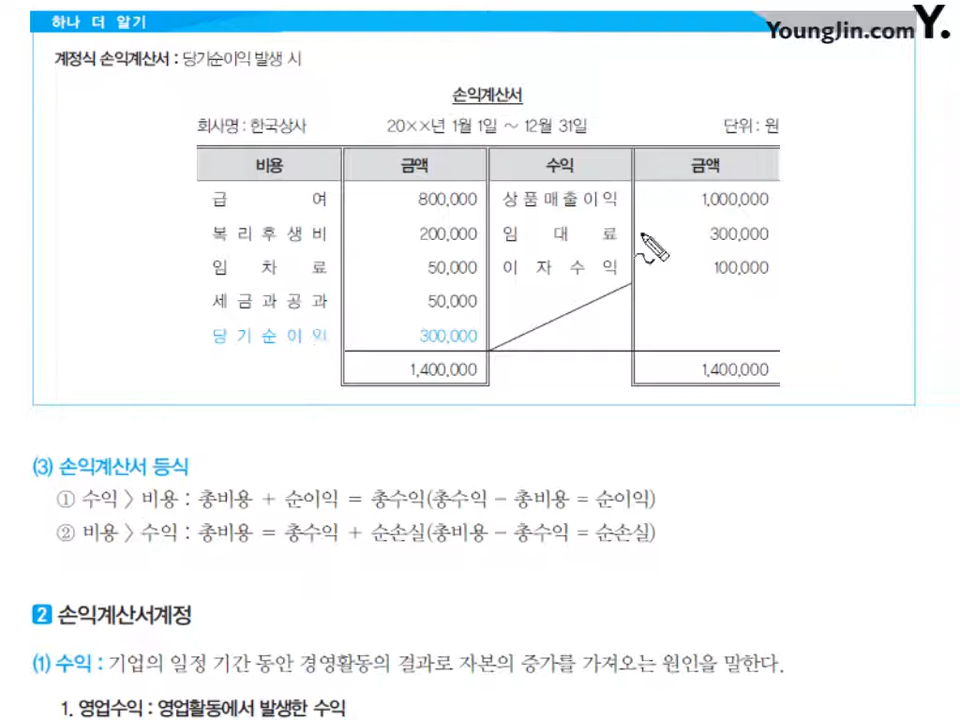 하나 더 알기
YoungJin.com Y.
계정식 손익계산서 : 당기순이익 발생 시
손익계산서
회사명 : 한국상사 20××년 1월 1일 ~ 12월 31일 단위 : 원
비용 금액 수익 금액
급 여 800,000 상 품 매 출 이 익 1,000,000
복 리 후 생 비 200,000 임 대 료 300,000
임 차 료 50,000 이 자 수 익 100,000
세 금 과 공 과 50,000
당 기 순 이 익 300,000
1,400,000 1,400,000
(3) 손익계산서 등식
① 수익 〉 비용 : 총비용 + 순이익 = 총수익(총수익 - 총비용 = 순이익)
② 비용 〉 수익 : 총비용 = 총수익 + 순손실(총비용 - 총수익 = 순손실)
2 손익계산서계정
(1) 수익 : 기업의 일정 기간 동안 경영활동의 결과로 자본의 증가를 가져오는 원인을 말한다.
1. 영업수익 : 영업활동에서 발생한 수익